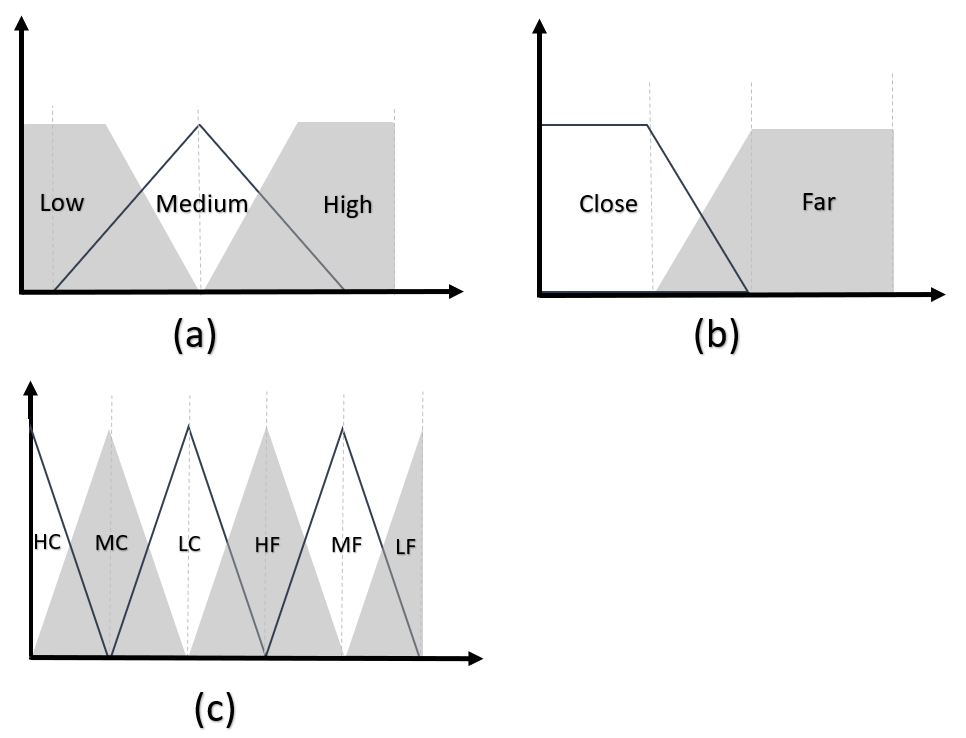 Low Medium High
Close Far
(a)
(b)
HC MC LC HF MF LF
(c)